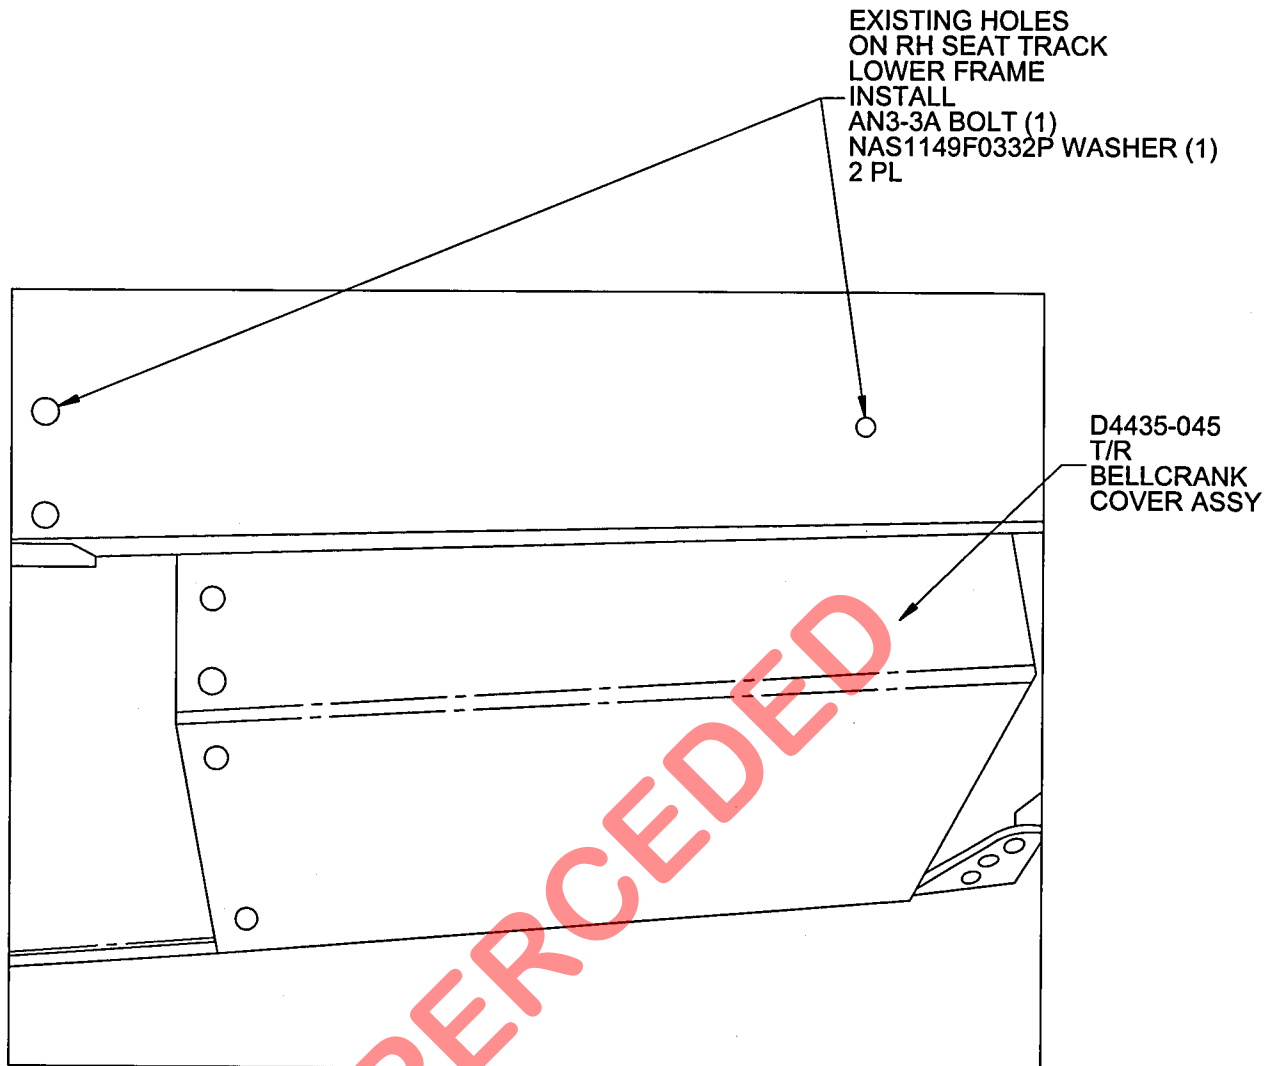 EXISTING HOLES
ON RH SEAT TRACK
LOWER FRAME
INSTALL
AN3-3A BOLT (1)
NAS1149F0332P WASHER (1)
2 PL
D4435-045
T/R
BELLCRANK
COVER ASSY
PERCEDED